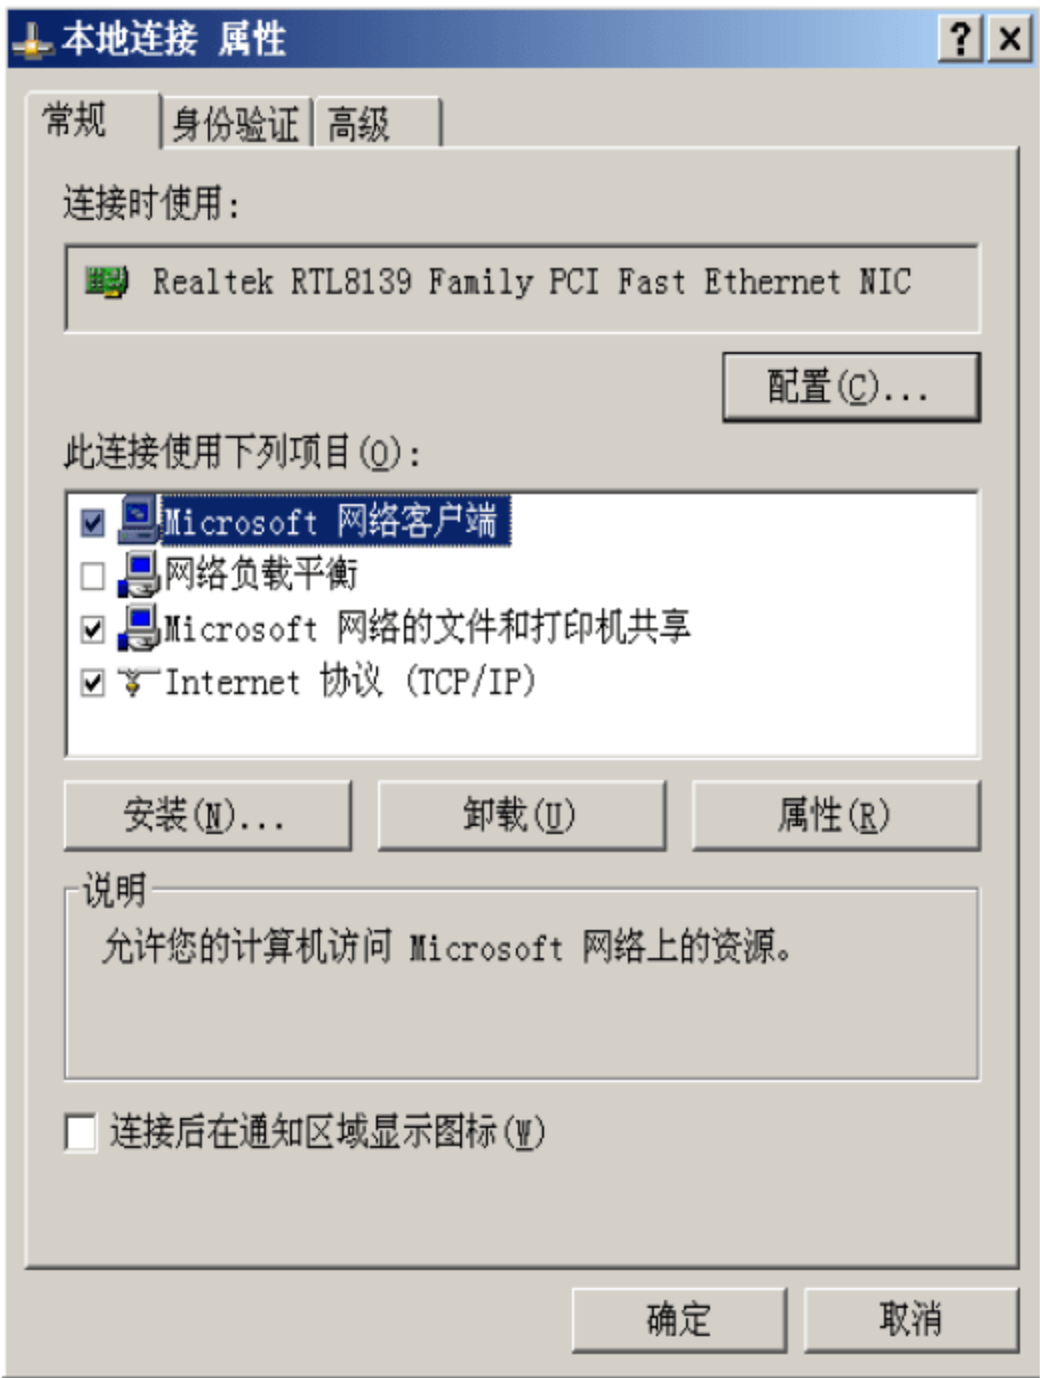 本地连接 属性
常规 身份验证 高级
连接时使用:
Realtek RTL8139 Family PCI Fast Ethernet NIC
配置(C)...
此连接使用下列项目(O):
Microsoft 网络客户端
网络负载平衡
Microsoft 网络的文件和打印机共享
Internet 协议 (TCP/IP)
安装(N)... 卸载(U) 属性(R)
说明
允许您的计算机访问 Microsoft 网络上的资源。
连接后在通知区域显示图标(W)
确定 取消